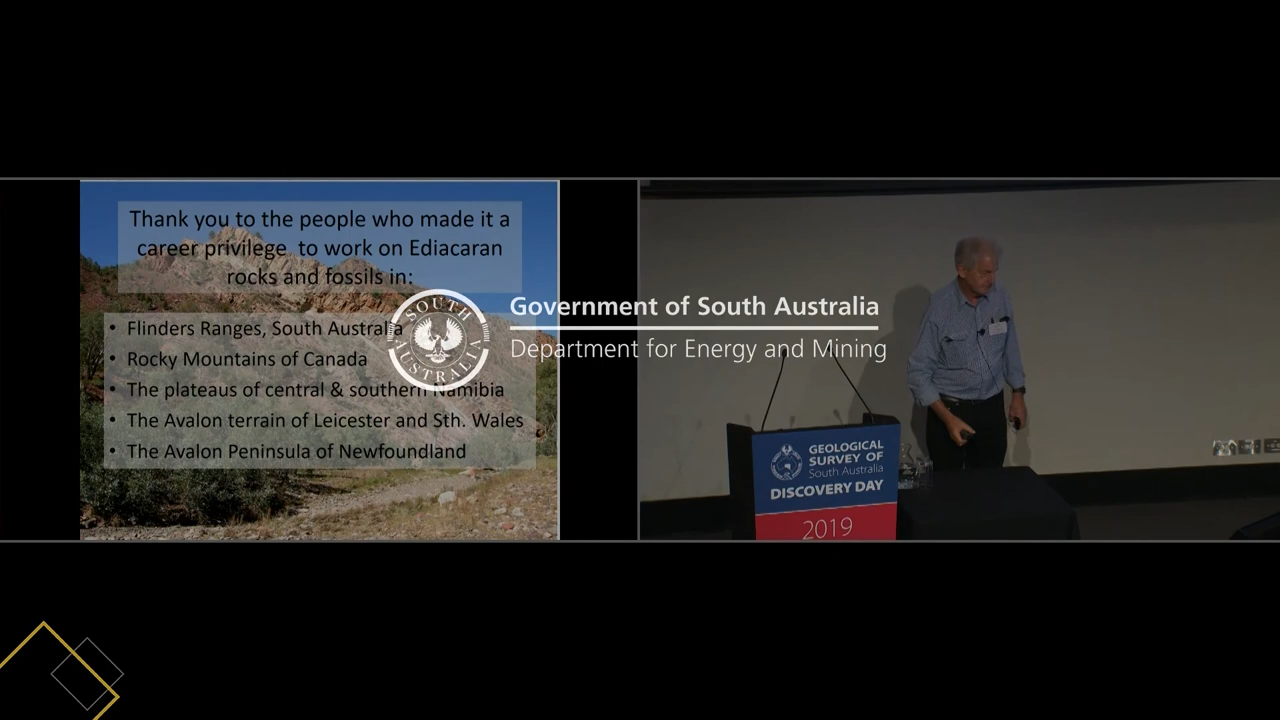 Thank you to the people who made it a
career privilege to work on Ediacaran
rocks and fossils in:
• Flinders Ranges, South Australia
• Rocky Mountains of Canada
• The plateaus of central & southern Namibia
• The Avalon terrain of Leicester and Sth. Wales
• The Avalon Peninsula of Newfoundland
SOUTH
AUSTRALIA
Government of South Australia
Department for Energy and Mining
GEOLOGICAL
SURVEY OF
South Australia
DISCOVERY DAY
2019